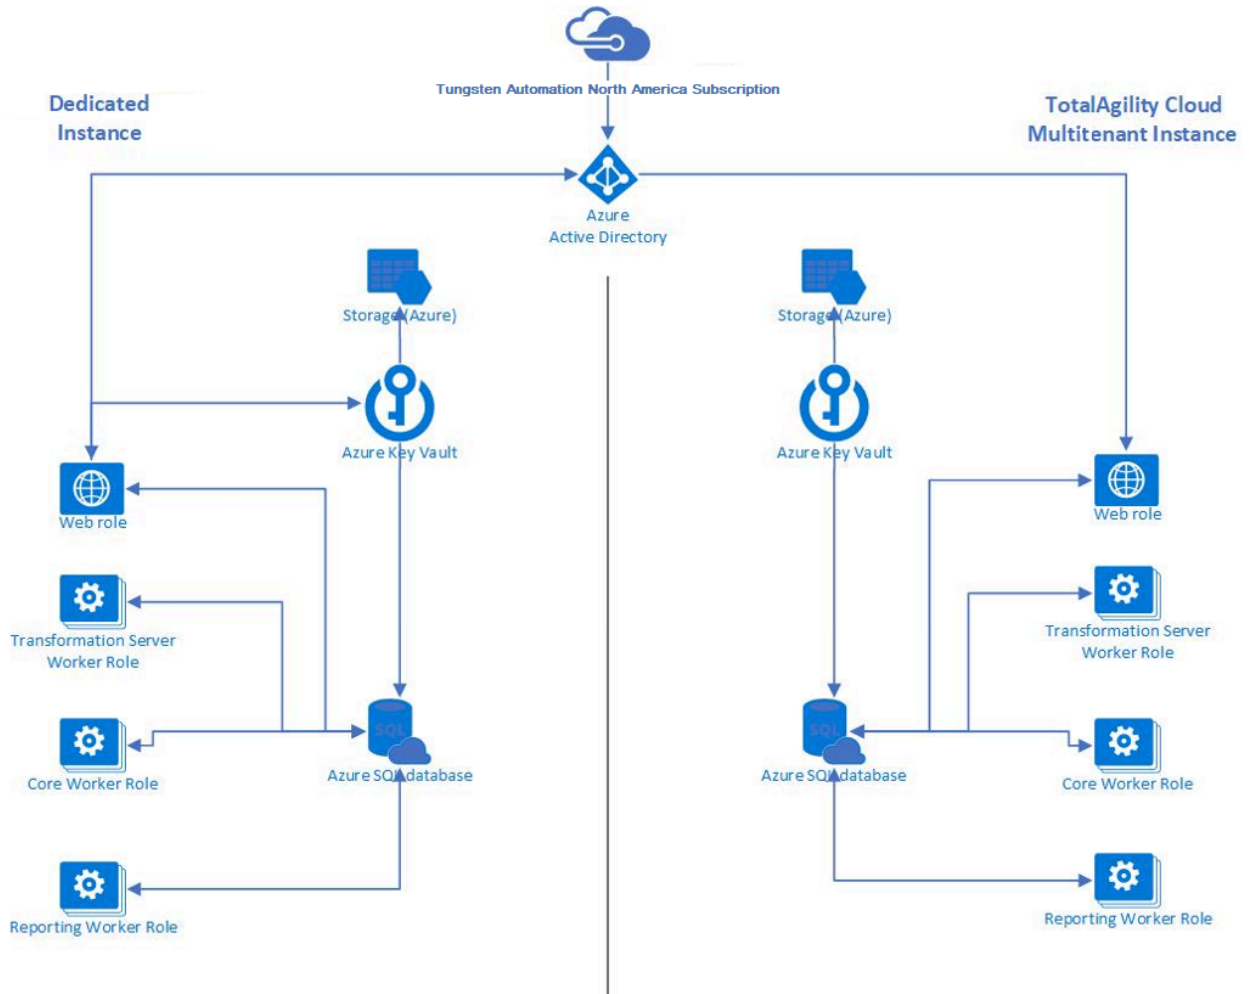 Tungsten Automation North America Subscription
Dedicated
Instance
TotalAgility Cloud
Multitenant Instance
Azure
Active Directory
Storage (Azure)
Storage (Azure)
Azure Key Vault
Azure Key Vault
Web role
Web role
Transformation Server
Worker Role
Transformation Server
Worker Role
SQL
Azure SQL database
SQL
Azure SQL database
Core Worker Role
Core Worker Role
Reporting Worker Role
Reporting Worker Role